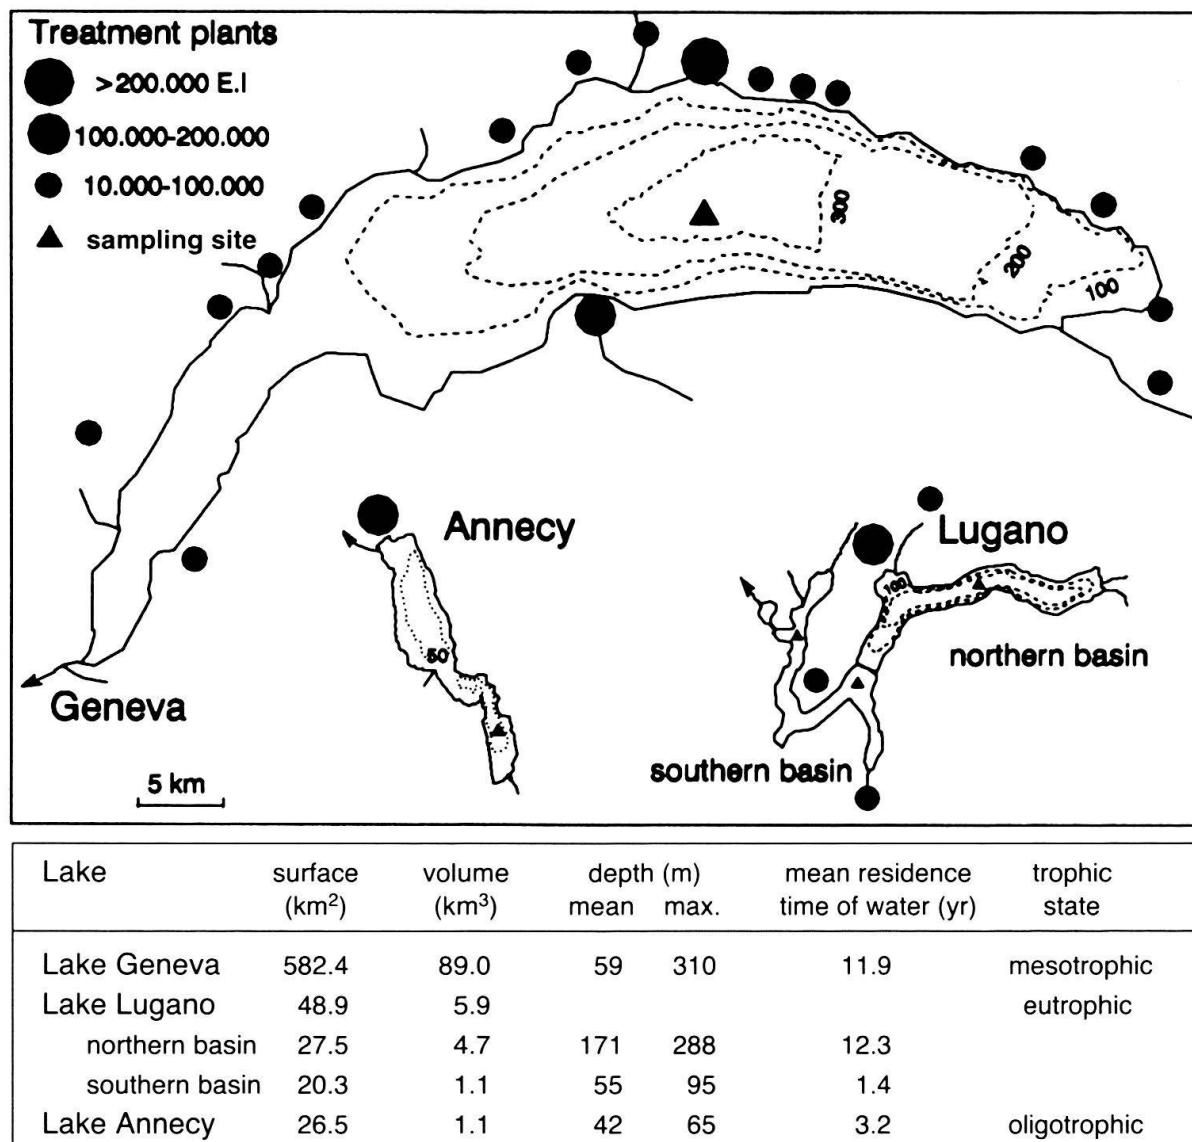 Treatment plants
>200.000 E.I
100.000-200.000
10.000-100.000
sampling site
300
200
100
Annecy
50
Lugano
100
northern basin
southern basin
Geneva
5 km
Lake surface volume depth (m) mean residence trophic
(km²) (km³) mean max. time of water (yr) state
Lake Geneva 582.4 89.0 59 310 11.9 mesotrophic
Lake Lugano 48.9 5.9 eutrophic
northern basin 27.5 4.7 171 288 12.3
southern basin 20.3 1.1 55 95 1.4
Lake Annecy 26.5 1.1 42 65 3.2 oligotrophic